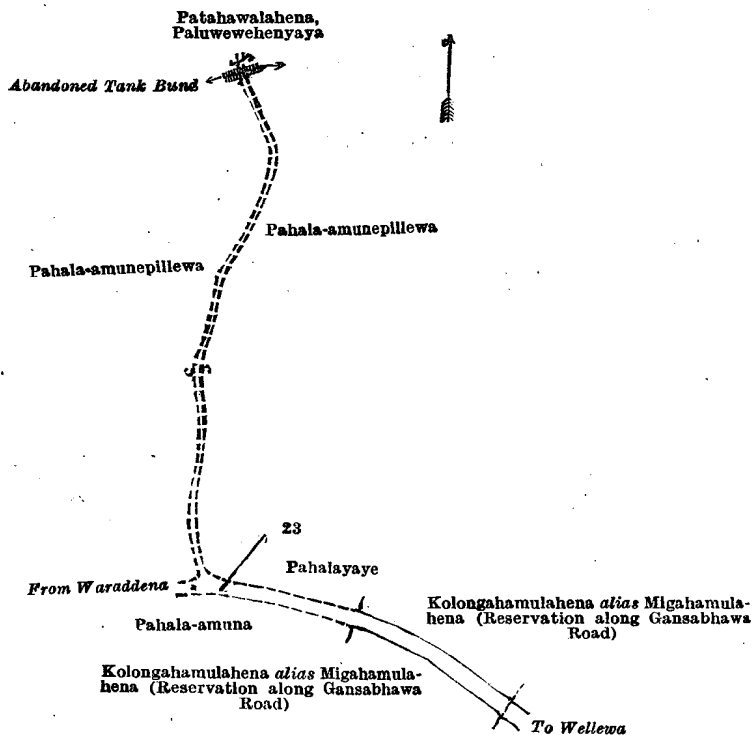 Patahawalahena,
Paluwewehenyaya
Abandoned Tank Bund
Pahala-amunepillewa
Pahala-amunepillewa
23
Pahalayaye
From Waraddena
Kolongahamulahena alias Migahamula-
hena (Reservation along Gansabhawa
Road)
Pahala-amuna
Kolongahamulahena alias Migahamula-
hena (Reservation along Gansabhawa
Road)
To Wellewa